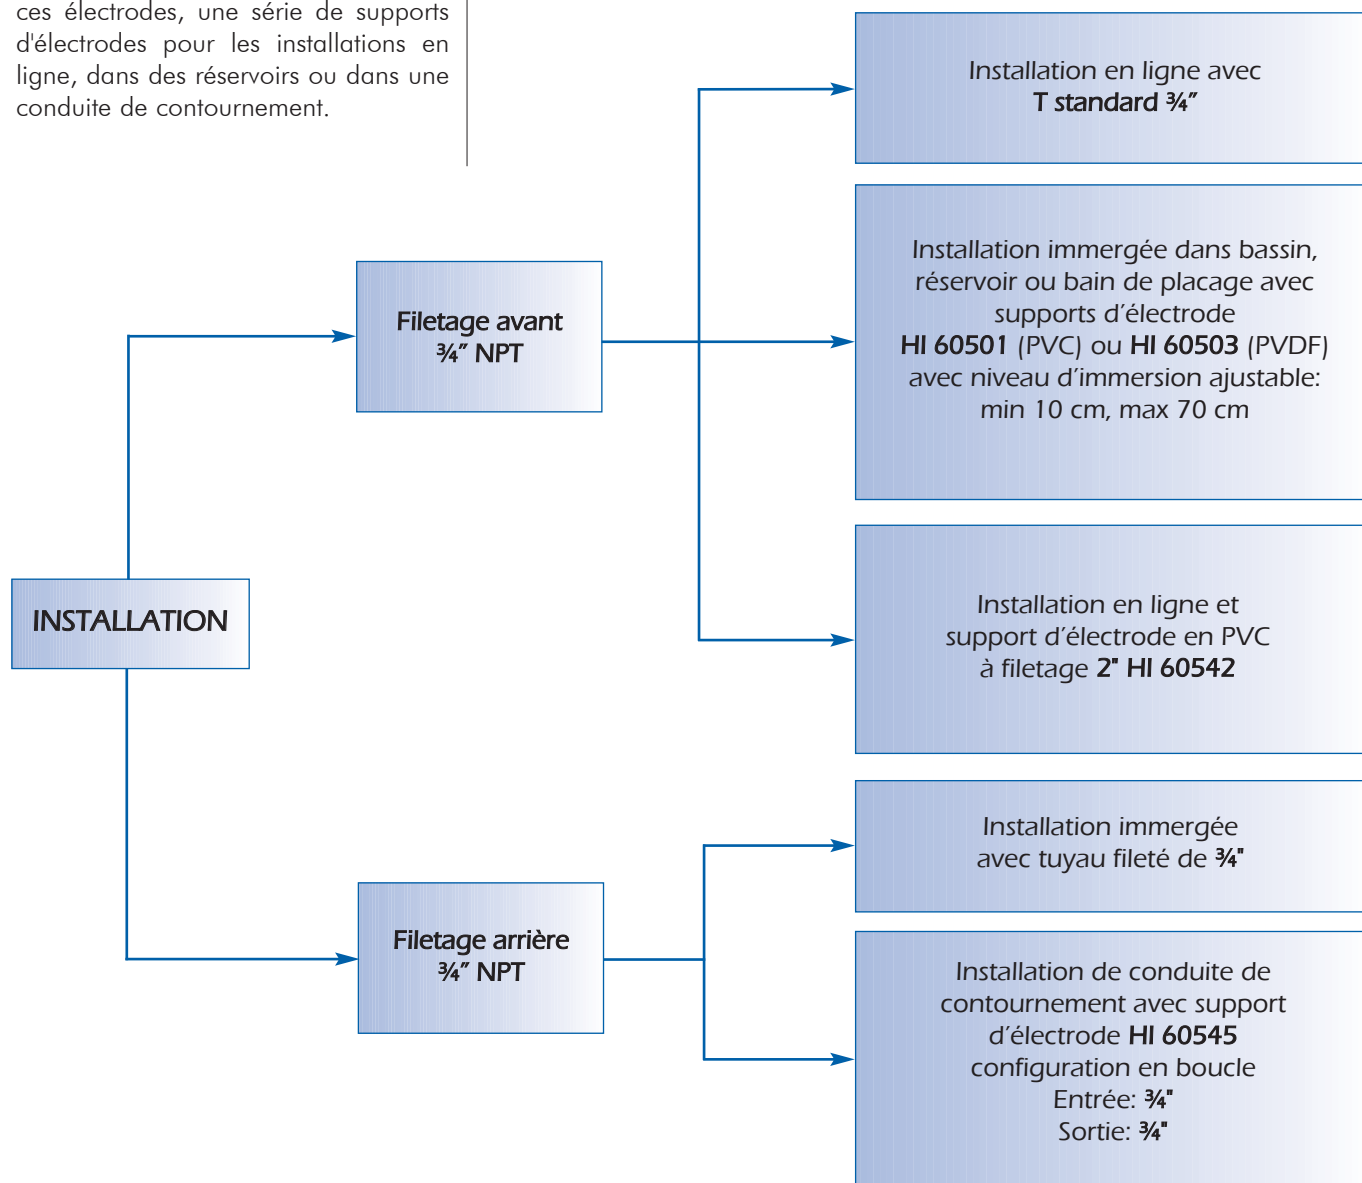 ces électrodes, une série de supports
d'électrodes pour les installations en
ligne, dans des réservoirs ou dans une
conduite de contournement.
INSTALLATION
Filetage avant
¾” NPT
Installation en ligne avec
T standard ¾”
Installation immergée dans bassin,
réservoir ou bain de placage avec
supports d’électrode
HI 60501 (PVC) ou HI 60503 (PVDF)
avec niveau d’immersion ajustable:
min 10 cm, max 70 cm
Installation en ligne et
support d’électrode en PVC
à filetage 2" HI 60542
Filetage arrière
¾” NPT
Installation immergée
avec tuyau fileté de ¾"
Installation de conduite de
contournement avec support
d’électrode HI 60545
configuration en boucle
Entrée: ¾"
Sortie: ¾"